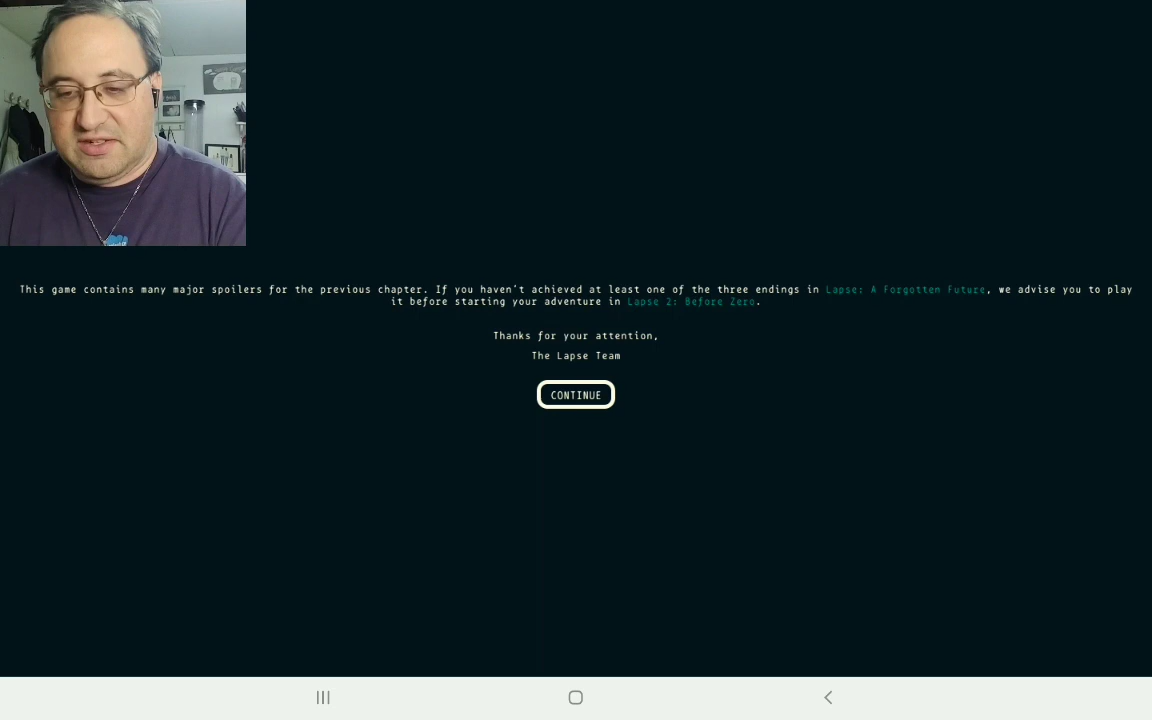 This game contains many major spoilers for the previous chapter. If you haven't achieved at least one of the three endings in Lapse: A Forgotten Future, we advise you to play
it before starting your adventure in Lapse 2: Before Zero.
Thanks for your attention,
The Lapse Team
CONTINUE